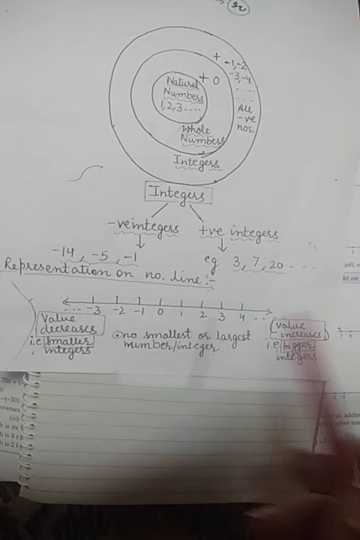 + -1,-2
-3,-4
....
....
All
-ve
nos.
+ 0
Natural
Numbers
1,2,3....
Whole
Numbers
Integers
Integers
-veintegers +ve integers
-14, -5, -1 eg 3, 7, 20 ...
Representation on no. line:-
... -3 -2 -1 0 1 2 3 4 ...
Value
decreases
i.e smaller
integers
no smallest or largest
number/integer
Value
increases
i.e bigger
integers